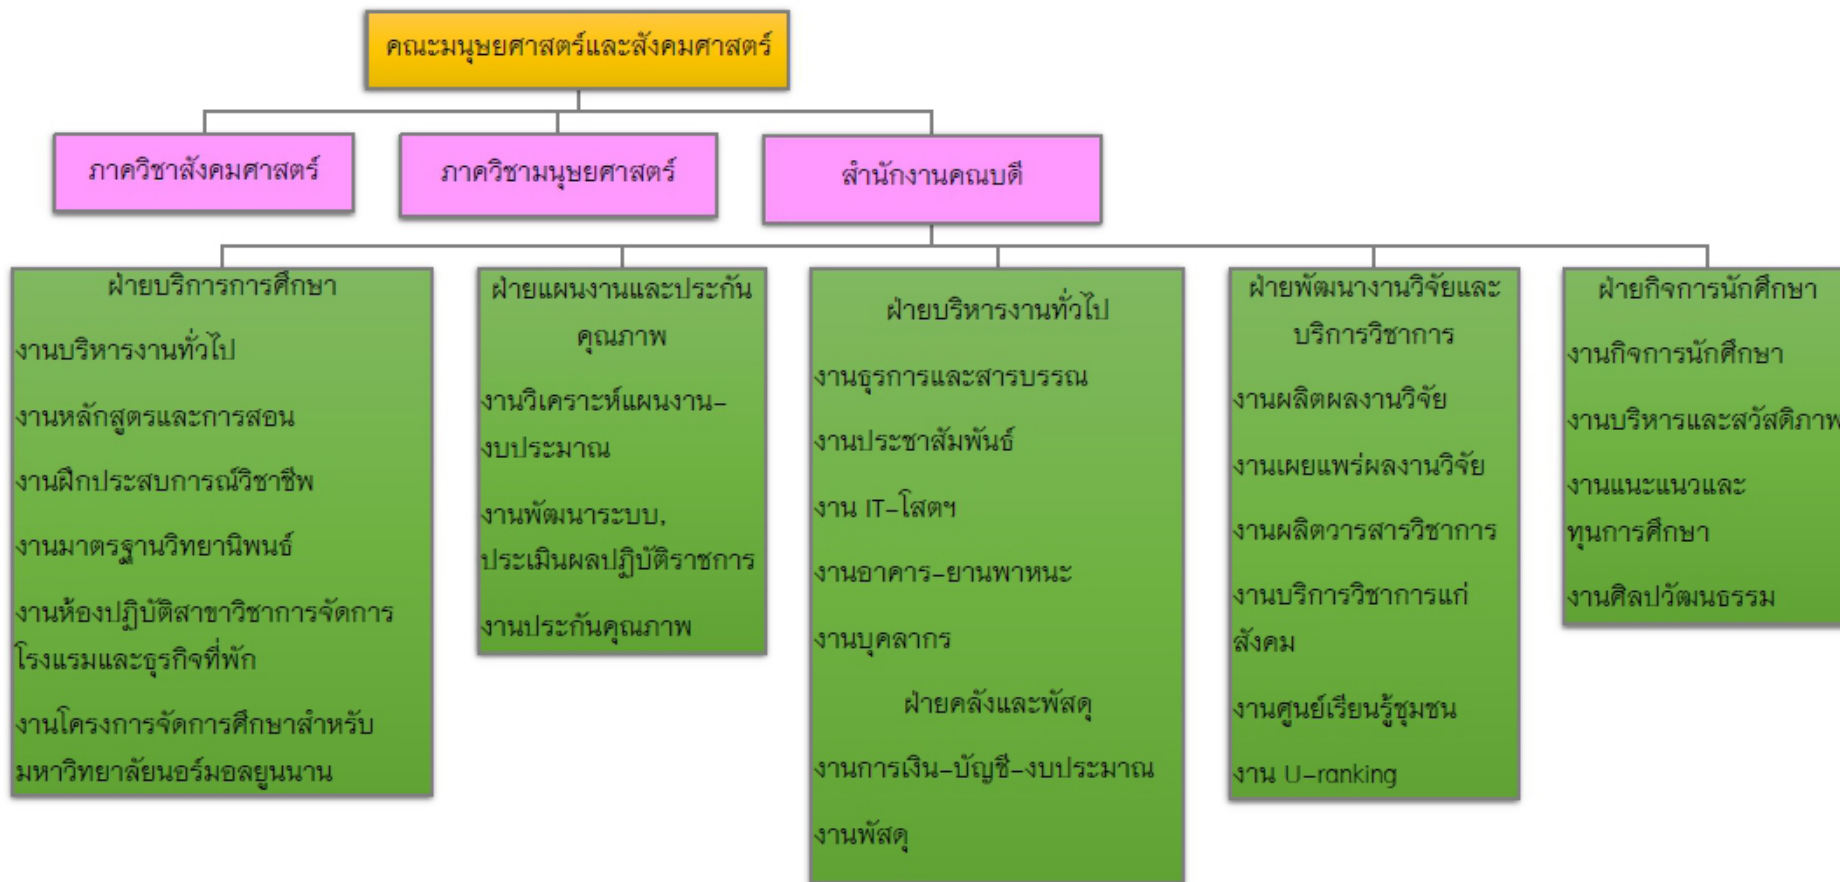 คณะมนุษยศาสตร์และสังคมศาสตร์
ภาควิชาสังคมศาสตร์
ภาควิชามนุษยศาสตร์
สำนักงานคณบดี
ฝ่ายบริการการศึกษา
งานบริหารงานทั่วไป
งานหลักสูตรและการสอน
งานฝึกประสบการณ์วิชาชีพ
งานมาตรฐานวิทยานิพนธ์
งานห้องปฏิบัติสาขาวิชาการจัดการ
โรงแรมและธุรกิจที่พัก
งานโครงการจัดการศึกษาสำหรับ
มหาวิทยาลัยนอร์มอลยูนนาน
ฝ่ายแผนงานและประกัน
คุณภาพ
งานวิเคราะห์แผนงาน-
งบประมาณ
งานพัฒนาระบบ,
ประเมินผลปฏิบัติราชการ
งานประกันคุณภาพ
ฝ่ายบริหารงานทั่วไป
งานธุรการและสารบรรณ
งานประชาสัมพันธ์
งาน IT-โสตฯ
งานอาคาร-ยานพาหนะ
งานบุคลากร
ฝ่ายคลังและพัสดุ
งานการเงิน-บัญชี-งบประมาณ
งานพัสดุ
ฝ่ายพัฒนางานวิจัยและ
บริการวิชาการ
งานผลิตผลงานวิจัย
งานเผยแพร่ผลงานวิจัย
งานผลิตวารสารวิชาการ
งานบริการวิชาการแก่
สังคม
งานศูนย์เรียนรู้ชุมชน
งาน U-ranking
ฝ่ายกิจการนักศึกษา
งานกิจการนักศึกษา
งานบริหารและสวัสดิภาพ
งานแนะแนวและ
ทุนการศึกษา
งานศิลปวัฒนธรรม